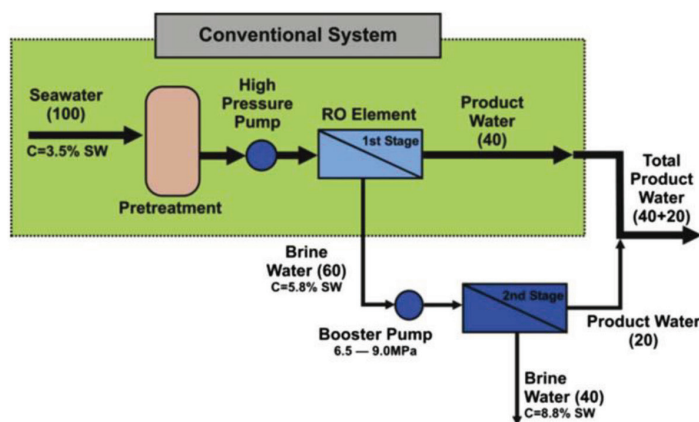 Conventional System
Seawater
(100)
C=3.5% SW
Pretreatment
High
Pressure
Pump
RO Element
1st Stage
Product
Water
(40)
Total
Product
Water
(40+20)
Brine
Water (60)
C=5.8% SW
Booster Pump
6.5 — 9.0MPa
2nd Stage
Product Water
(20)
Brine
Water (40)
C=8.8% SW